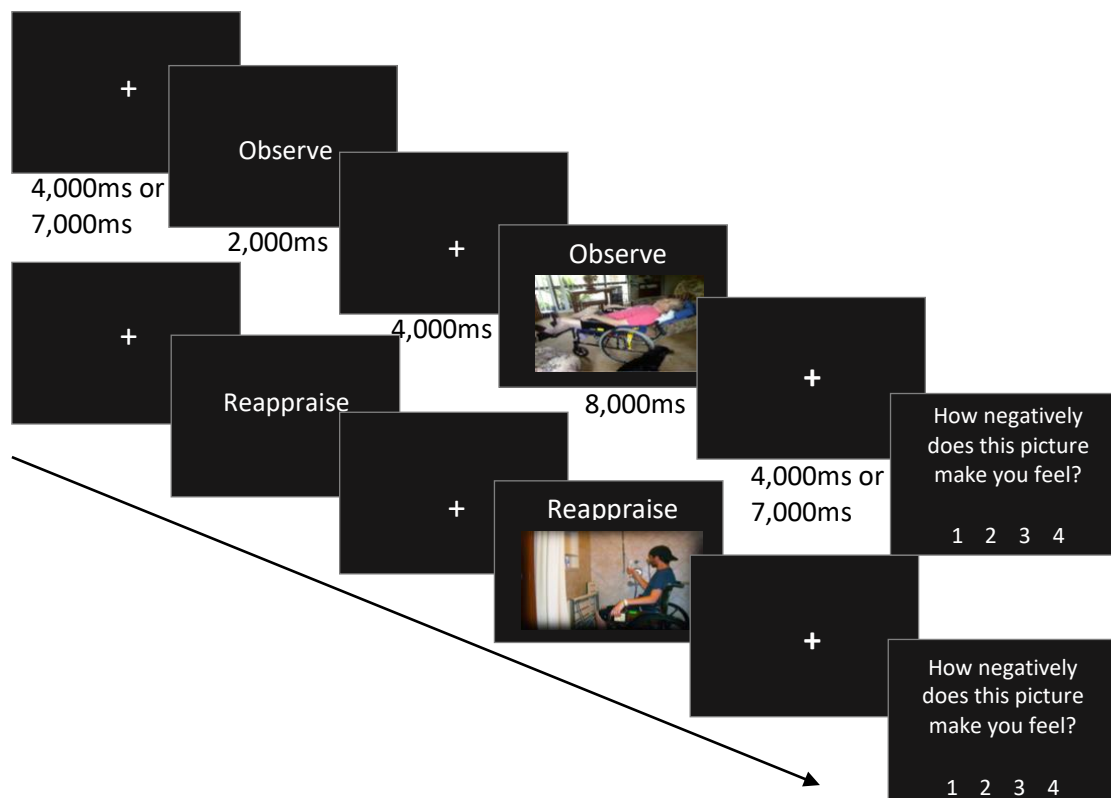 +
Observe
4,000ms or
7,000ms
2,000ms
+
4,000ms
Observe
8,000ms
+
4,000ms or
7,000ms
How negatively
does this picture
make you feel?
1 2 3 4
+
Reappraise
+
Reappraise
+
How negatively
does this picture
make you feel?
1 2 3 4